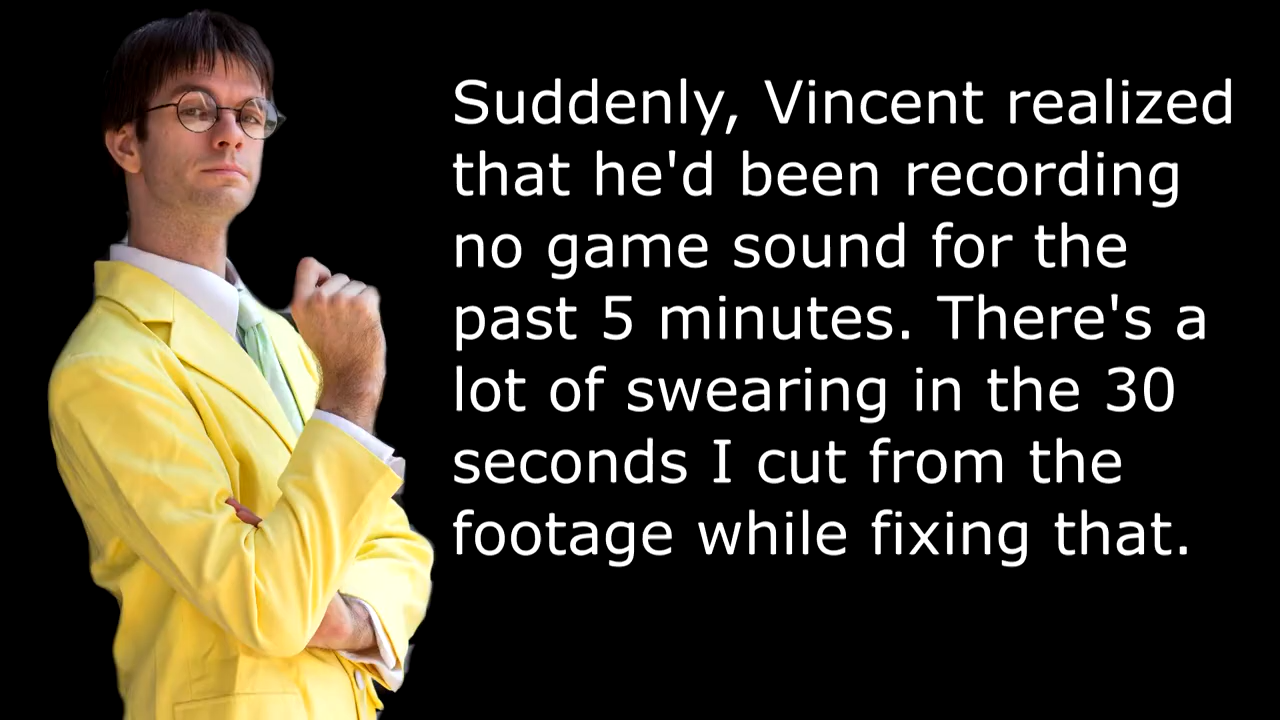 Suddenly, Vincent realized
that he'd been recording
no game sound for the
past 5 minutes. There's a
lot of swearing in the 30
seconds I cut from the
footage while fixing that.